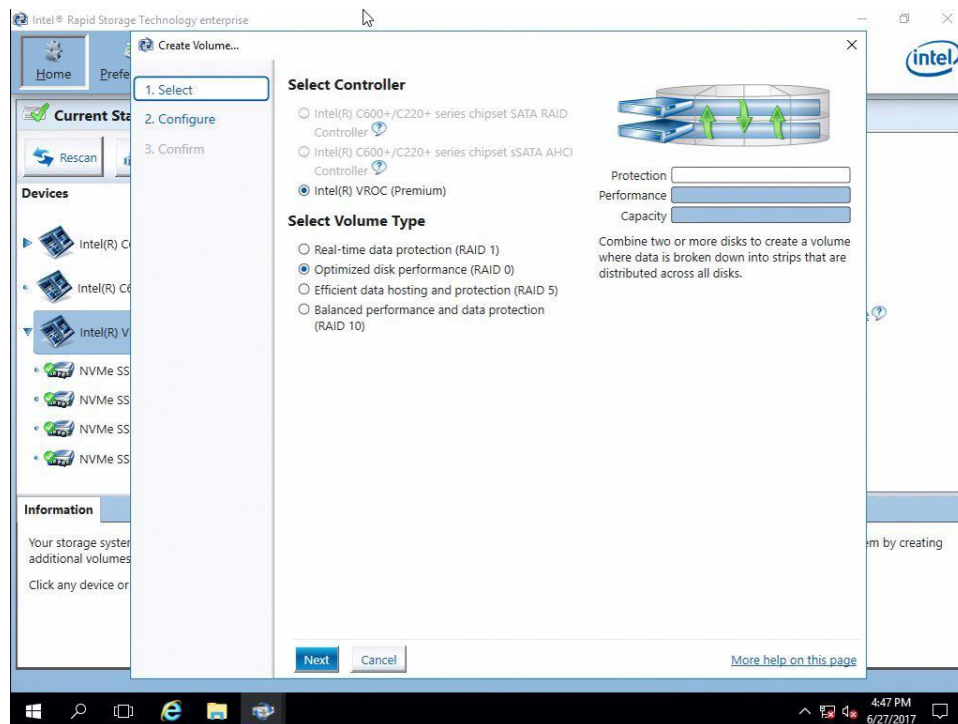 Intel® Rapid Storage Technology enterprise
Home
Prefe
intel
Current Sta
Rescan
Devices
Intel(R) C
Intel(R) C6
Intel(R) V
NVMe SS
NVMe SS
NVMe SS
NVMe SS
Information
Your storage system
em by creating
additional volumes
Click any device or
Create Volume...
1. Select
2. Configure
3. Confirm
Select Controller
Intel(R) C600+/C220+ series chipset SATA RAID
Controller
Intel(R) C600+/C220+ series chipset sSATA AHCI
Controller
Intel(R) VROC (Premium)
Select Volume Type
Real-time data protection (RAID 1)
Optimized disk performance (RAID 0)
Efficient data hosting and protection (RAID 5)
Balanced performance and data protection
(RAID 10)
Protection
Performance
Capacity
Combine two or more disks to create a volume
where data is broken down into strips that are
distributed across all disks.
Next
Cancel
More help on this page
4:47 PM
6/27/2017